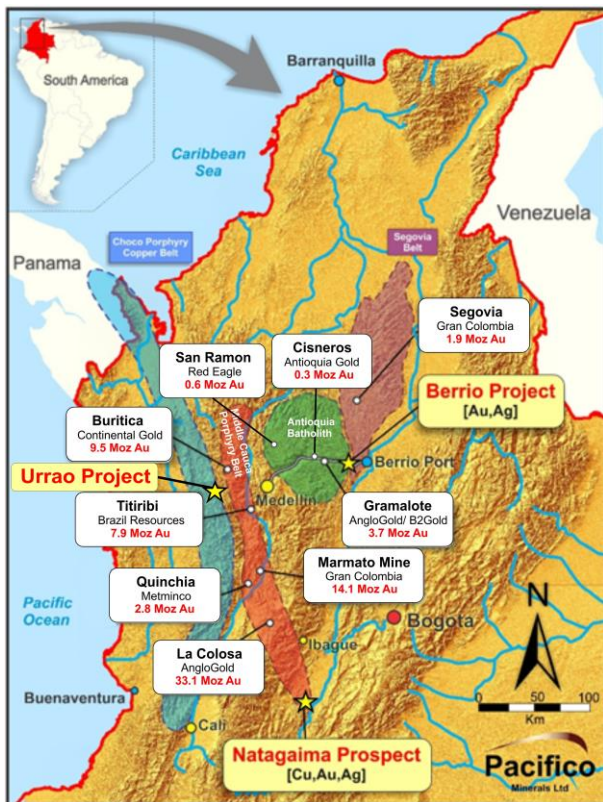 South America
Barranquilla
Caribbean
Sea
Venezuela
Panama
Choco Porphyry
Copper Belt
Segovia
Belt
Segovia
Gran Colombia
1.9 Moz Au
Cisneros
Antioquia Gold
0.3 Moz Au
San Ramon
Red Eagle
0.6 Moz Au
Berrio Project
[Au,Ag]
Buritica
Continental Gold
9.5 Moz Au
Middle Cauca
Porphyry Belt
Antioquia
Batholith
Berrio Port
Urrao Project
Medellin
Titiribi
Brazil Resources
7.9 Moz Au
Gramalote
AngloGold/ B2Gold
3.7 Moz Au
Quinchia
Metminco
2.8 Moz Au
Marmato Mine
Gran Colombia
14.1 Moz Au
Pacific
Ocean
Bogota
N
Ibague
La Colosa
AngloGold
33.1 Moz Au
Buenaventura
0 50 100
Km
Cali
Natagaima Prospect
[Cu,Au,Ag]
Pacifico
Minerals Ltd